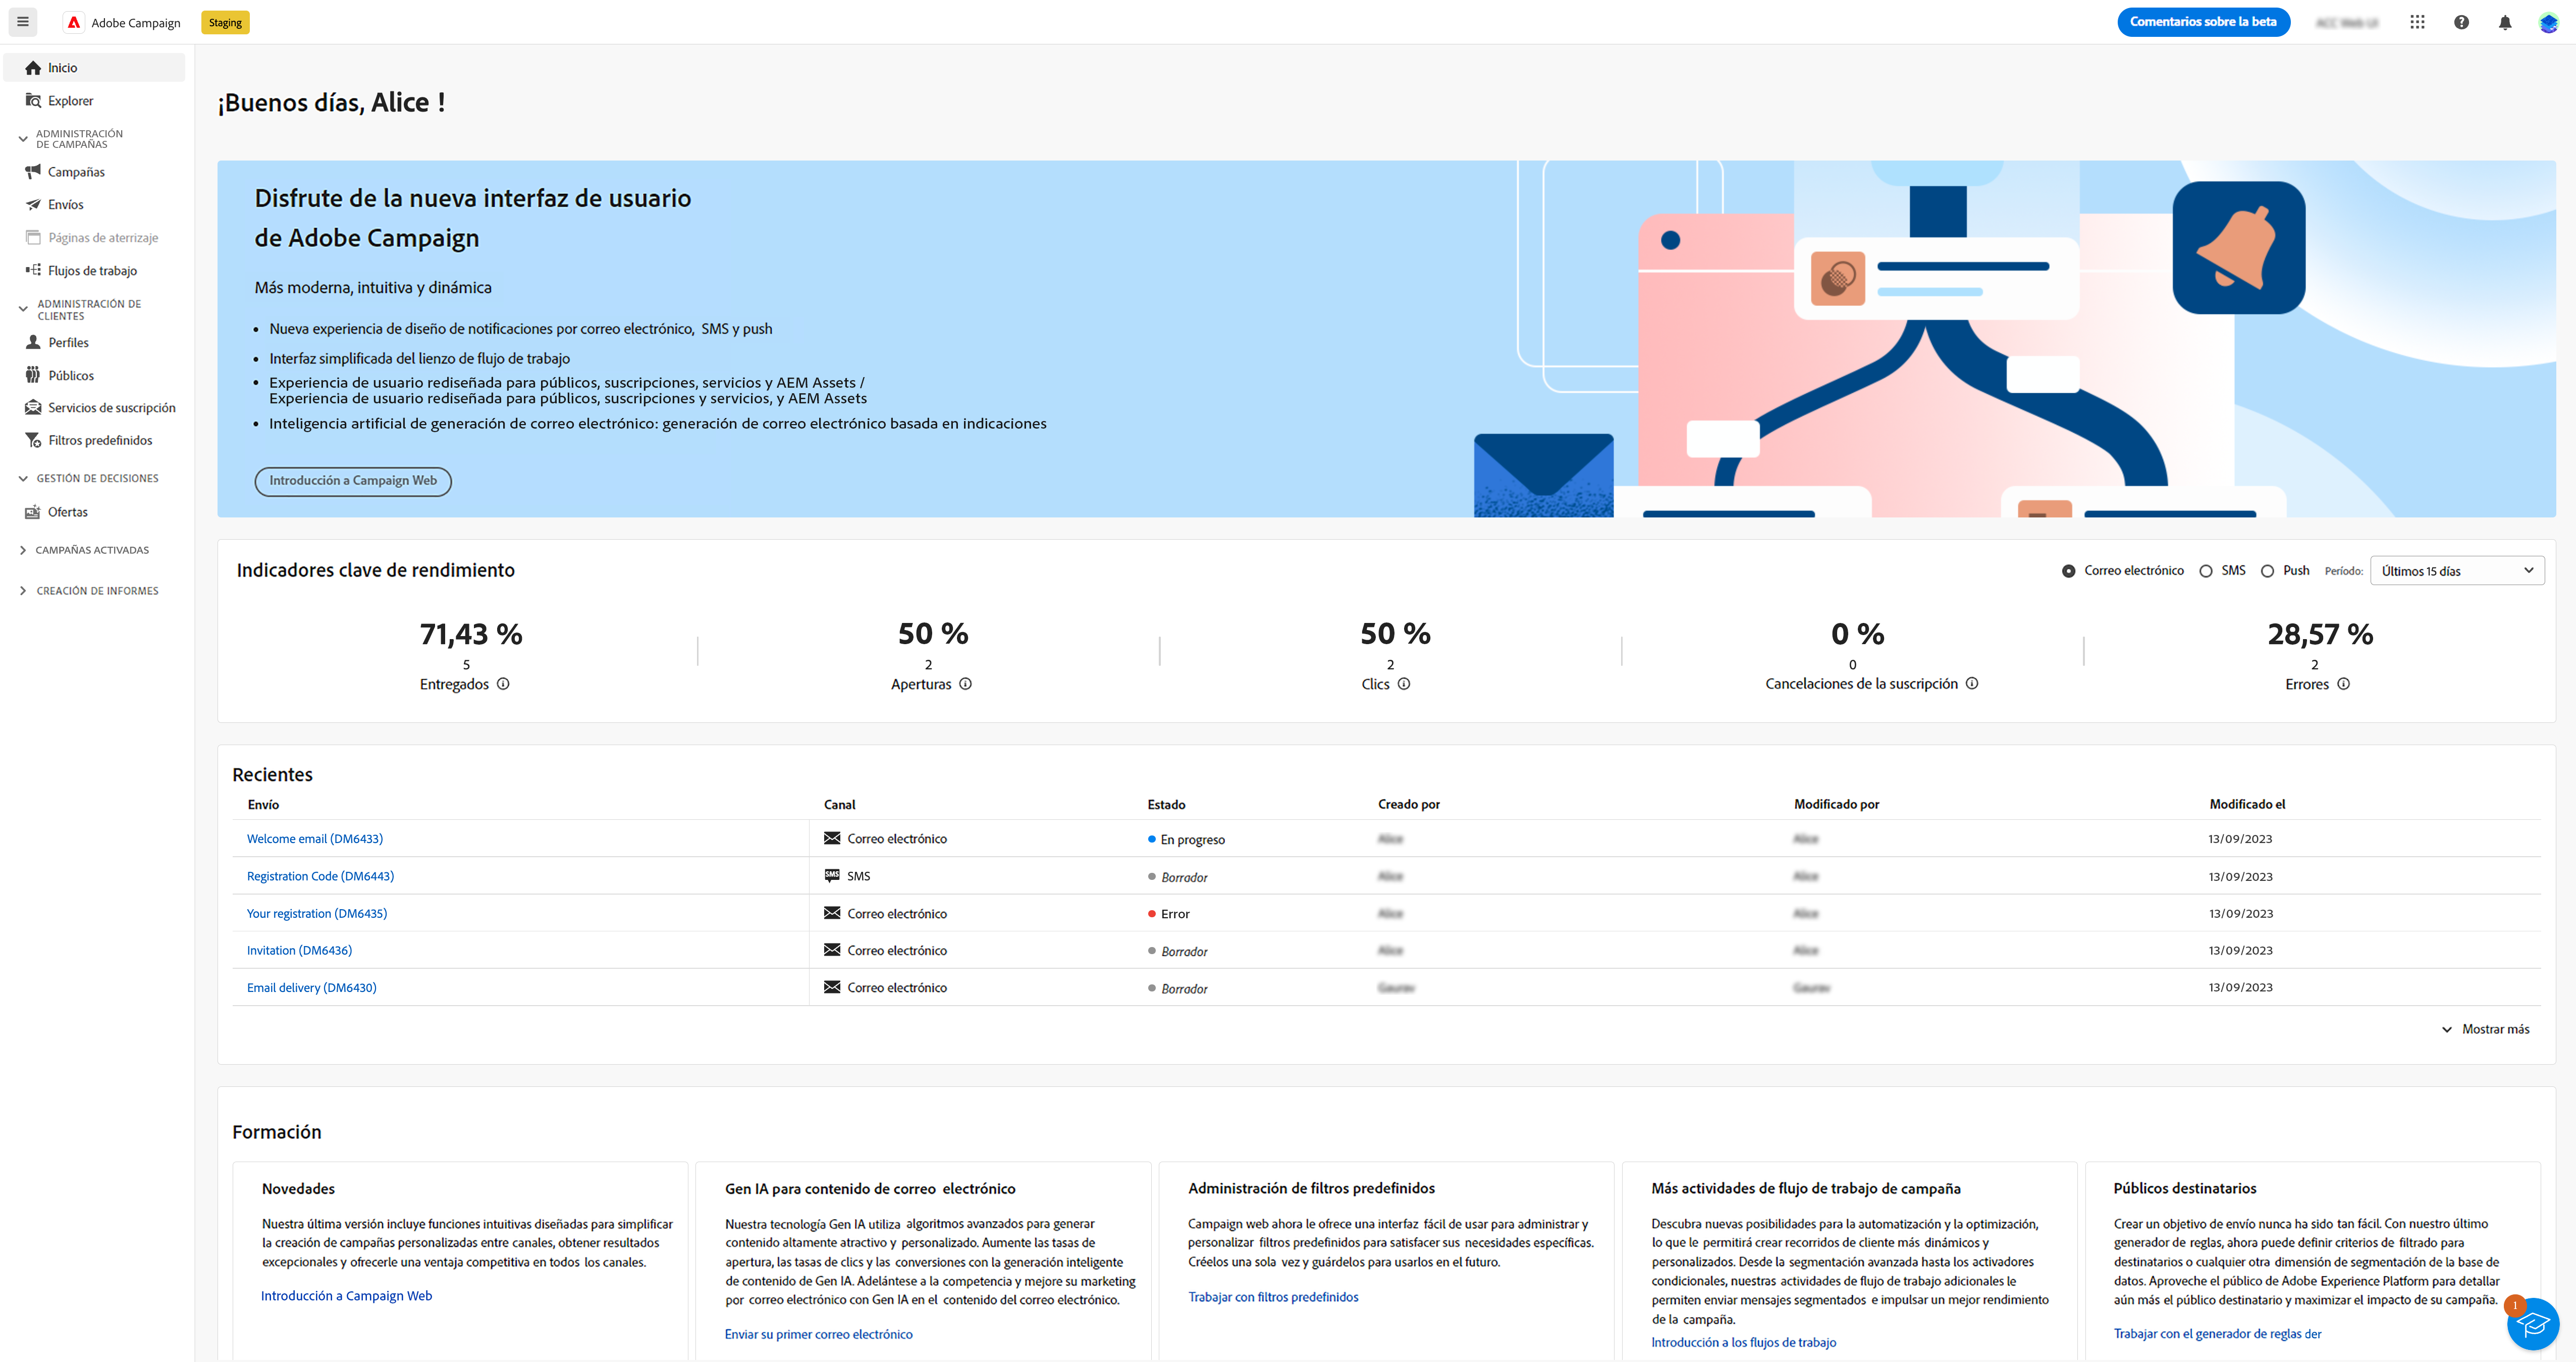 Adobe Campaign
Staging
Comentarios sobre la beta
Inicio
Explorer
ADMINISTRACIÓN
DE CAMPAÑAS
Campañas
Envíos
Páginas de aterrizaje
Flujos de trabajo
ADMINISTRACIÓN DE
CLIENTES
Perfiles
Públicos
Servicios de suscripción
Filtros predefinidos
GESTIÓN DE DECISIONES
Ofertas
CAMPAÑAS ACTIVADAS
CREACIÓN DE INFORMES
¡Buenos días, Alice !
Disfrute de la nueva interfaz de usuario
de Adobe Campaign
Más moderna, intuitiva y dinámica
• Nueva experiencia de diseño de notificaciones por correo electrónico, SMS y push
• Interfaz simplificada del lienzo de flujo de trabajo
• Experiencia de usuario rediseñada para públicos, suscripciones, servicios y AEM Assets /
Experiencia de usuario rediseñada para públicos, suscripciones y servicios, y AEM Assets
• Inteligencia artificial de generación de correo electrónico: generación de correo electrónico basada en indicaciones
Introducción a Campaign Web
Indicadores clave de rendimiento
Correo electrónico SMS Push Período: Últimos 15 días
71,43 % 50 % 50 % 0 % 28,57 %
5 2 2 0 2
Entregados Aperturas Clics Cancelaciones de la suscripción Errores
Recientes
Envío Canal Estado Creado por Modificado por Modificado el
Welcome email (DM6433) Correo electrónico En progreso 13/09/2023
Registration Code (DM6443) SMS SMS Borrador 13/09/2023
Your registration (DM6435) Correo electrónico Error 13/09/2023
Invitation (DM6436) Correo electrónico Borrador 13/09/2023
Email delivery (DM6430) Correo electrónico Borrador 13/09/2023
Mostrar más
Formación
Novedades
Nuestra última versión incluye funciones intuitivas diseñadas para simplificar
la creación de campañas personalizadas entre canales, obtener resultados
excepcionales y ofrecerle una ventaja competitiva en todos los canales.
Introducción a Campaign Web
Gen IA para contenido de correo electrónico
Nuestra tecnología Gen IA utiliza algoritmos avanzados para generar
contenido altamente atractivo y personalizado. Aumente las tasas de
apertura, las tasas de clics y las conversiones con la generación inteligente
de contenido de Gen IA. Adelántese a la competencia y mejore su marketing
por correo electrónico con Gen IA en el contenido del correo electrónico.
Enviar su primer correo electrónico
Administración de filtros predefinidos
Campaign web ahora le ofrece una interfaz fácil de usar para administrar y
personalizar filtros predefinidos para satisfacer sus necesidades específicas.
Créelos una sola vez y guárdelos para usarlos en el futuro.
Trabajar con filtros predefinidos
Más actividades de flujo de trabajo de campaña
Descubra nuevas posibilidades para la automatización y la optimización,
lo que le permitirá crear recorridos de cliente más dinámicos y
personalizados. Desde la segmentación avanzada hasta los activadores
condicionales, nuestras actividades de flujo de trabajo adicionales le
permiten enviar mensajes segmentados e impulsar un mejor rendimiento
de la campaña.
Introducción a los flujos de trabajo
Públicos destinatarios
Crear un objetivo de envío nunca ha sido tan fácil. Con nuestro último
generador de reglas, ahora puede definir criterios de filtrado para
destinatarios o cualquier otra dimensión de segmentación de la base de
datos. Aproveche el público de Adobe Experience Platform para detallar
aún más el público destinatario y maximizar el impacto de su campaña.
Trabajar con el generador de reglas der
1